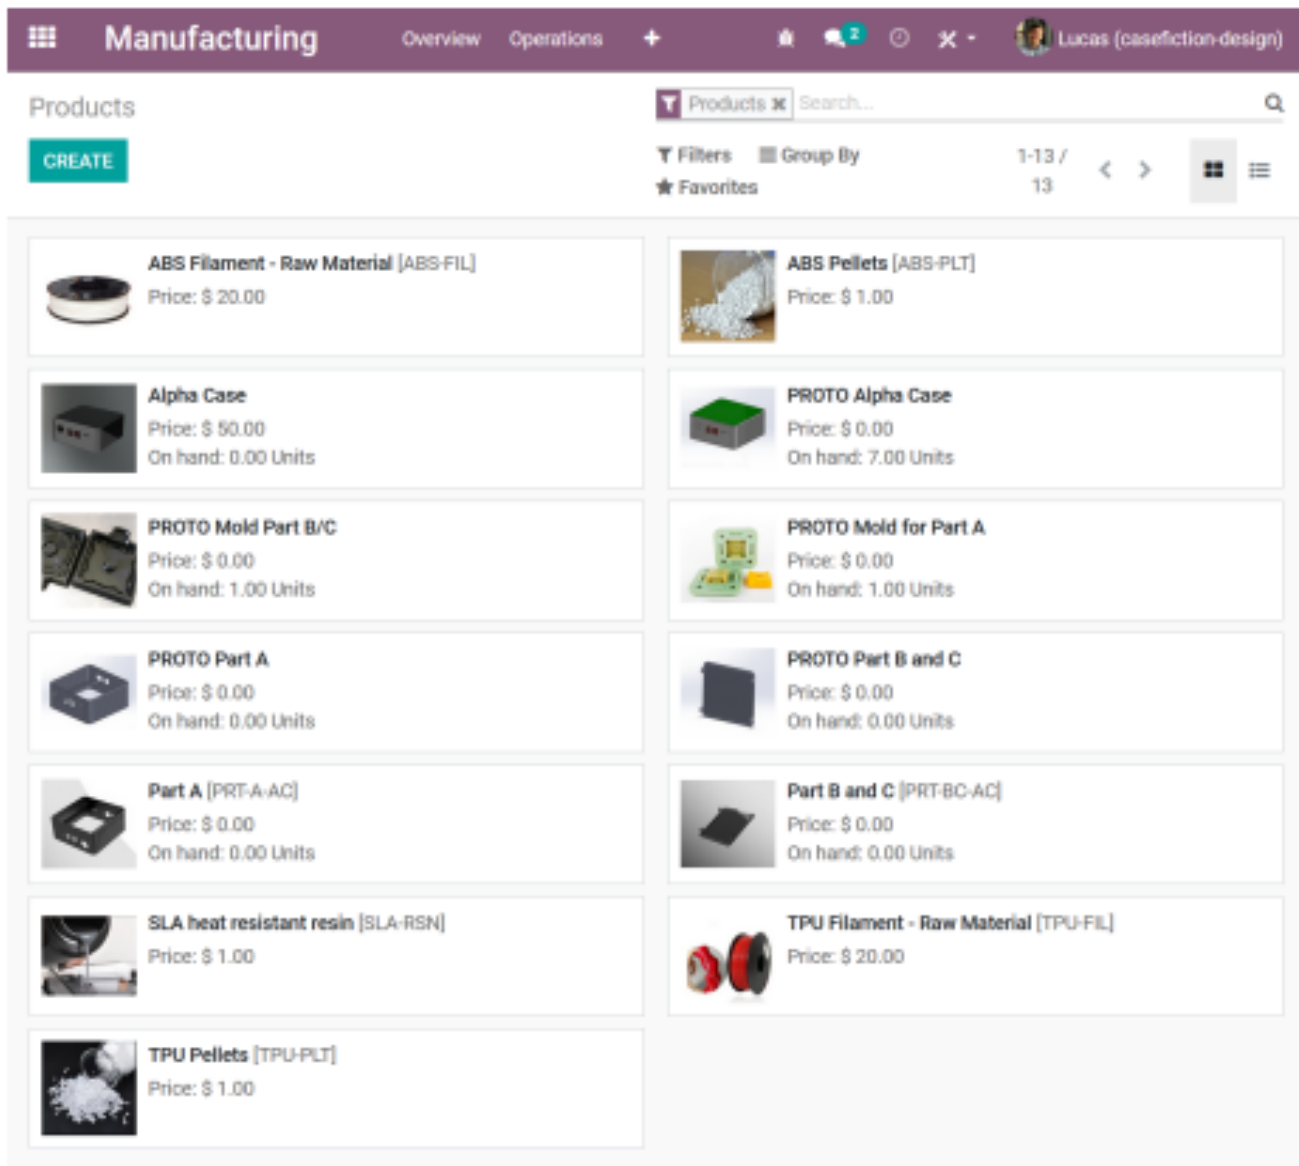 Manufacturing Overview Operations + 2 Lucas (casefiction-design)
Products
Products × Search...
CREATE
Filters Group By
Favorites
1-13 /
13
ABS Filament - Raw Material [ABS-FIL]
Price: $ 20.00
ABS Pellets [ABS-PLT]
Price: $ 1.00
Alpha Case
Price: $ 50.00
On hand: 0.00 Units
PROTO Alpha Case
Price: $ 0.00
On hand: 7.00 Units
PROTO Mold Part B/C
Price: $ 0.00
On hand: 1.00 Units
PROTO Mold for Part A
Price: $ 0.00
On hand: 1.00 Units
PROTO Part A
Price: $ 0.00
On hand: 0.00 Units
PROTO Part B and C
Price: $ 0.00
On hand: 0.00 Units
Part A [PRT-A-AC]
Price: $ 0.00
On hand: 0.00 Units
Part B and C [PRT-BC-AC]
Price: $ 0.00
On hand: 0.00 Units
SLA heat resistant resin [SLA-RSN]
Price: $ 1.00
TPU Filament - Raw Material [TPU-FIL]
Price: $ 20.00
TPU Pellets [TPU-PLT]
Price: $ 1.00